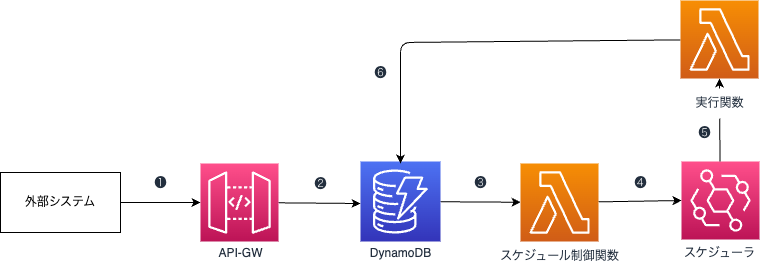 ❻
実行関数
❺
❶
❷
❸
❹
外部システム
API-GW
DynamoDB
スケジュール制御関数
スケジューラ